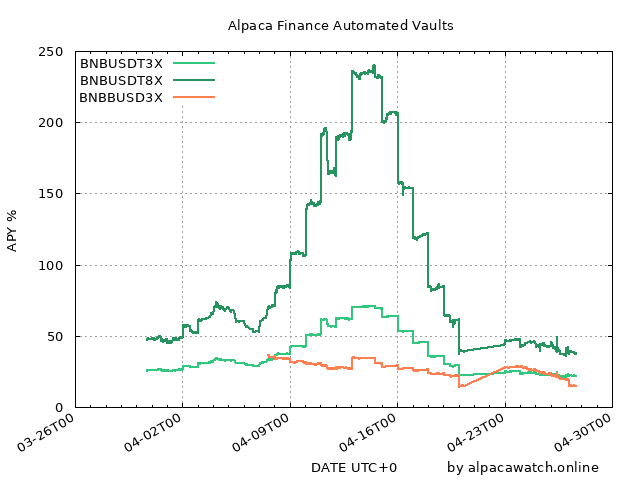 Alpaca Finance Automated Vaults
BNBUSDT3X
BNBUSDT8X
BNBBUSD3X
250
200
150
100
50
0
APY %
03-26T00
04-02T00
04-09T00
04-16T00
04-23T00
04-30T00
DATE UTC+0
by alpacawatch.online